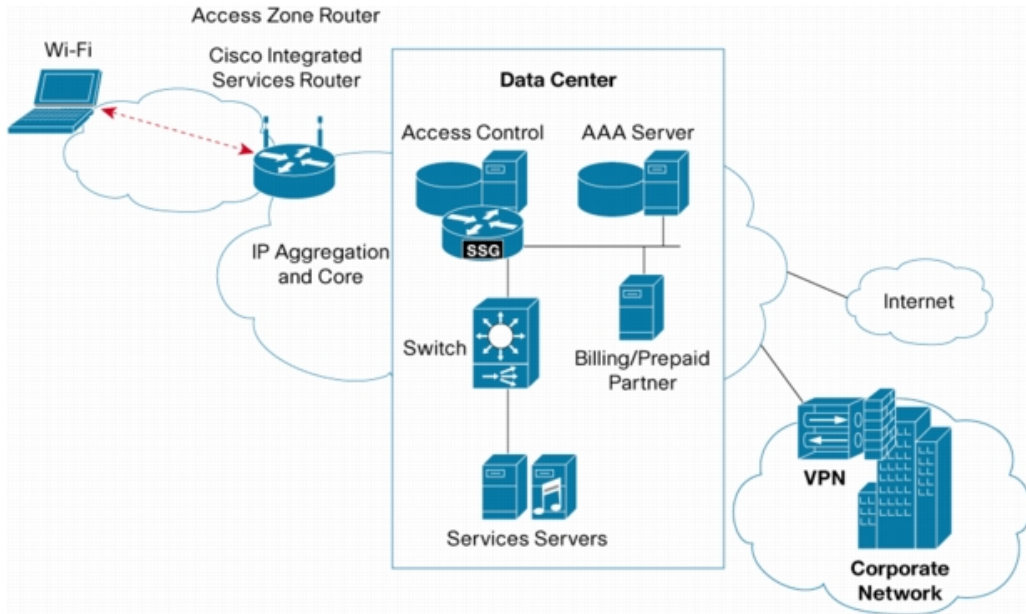 Access Zone Router
Wi-Fi
Cisco Integrated
Services Router
Data Center
Access Control
AAA Server
SSG
IP Aggregation
and Core
Internet
Switch
Billing/Prepaid
Partner
VPN
Services Servers
Corporate
Network